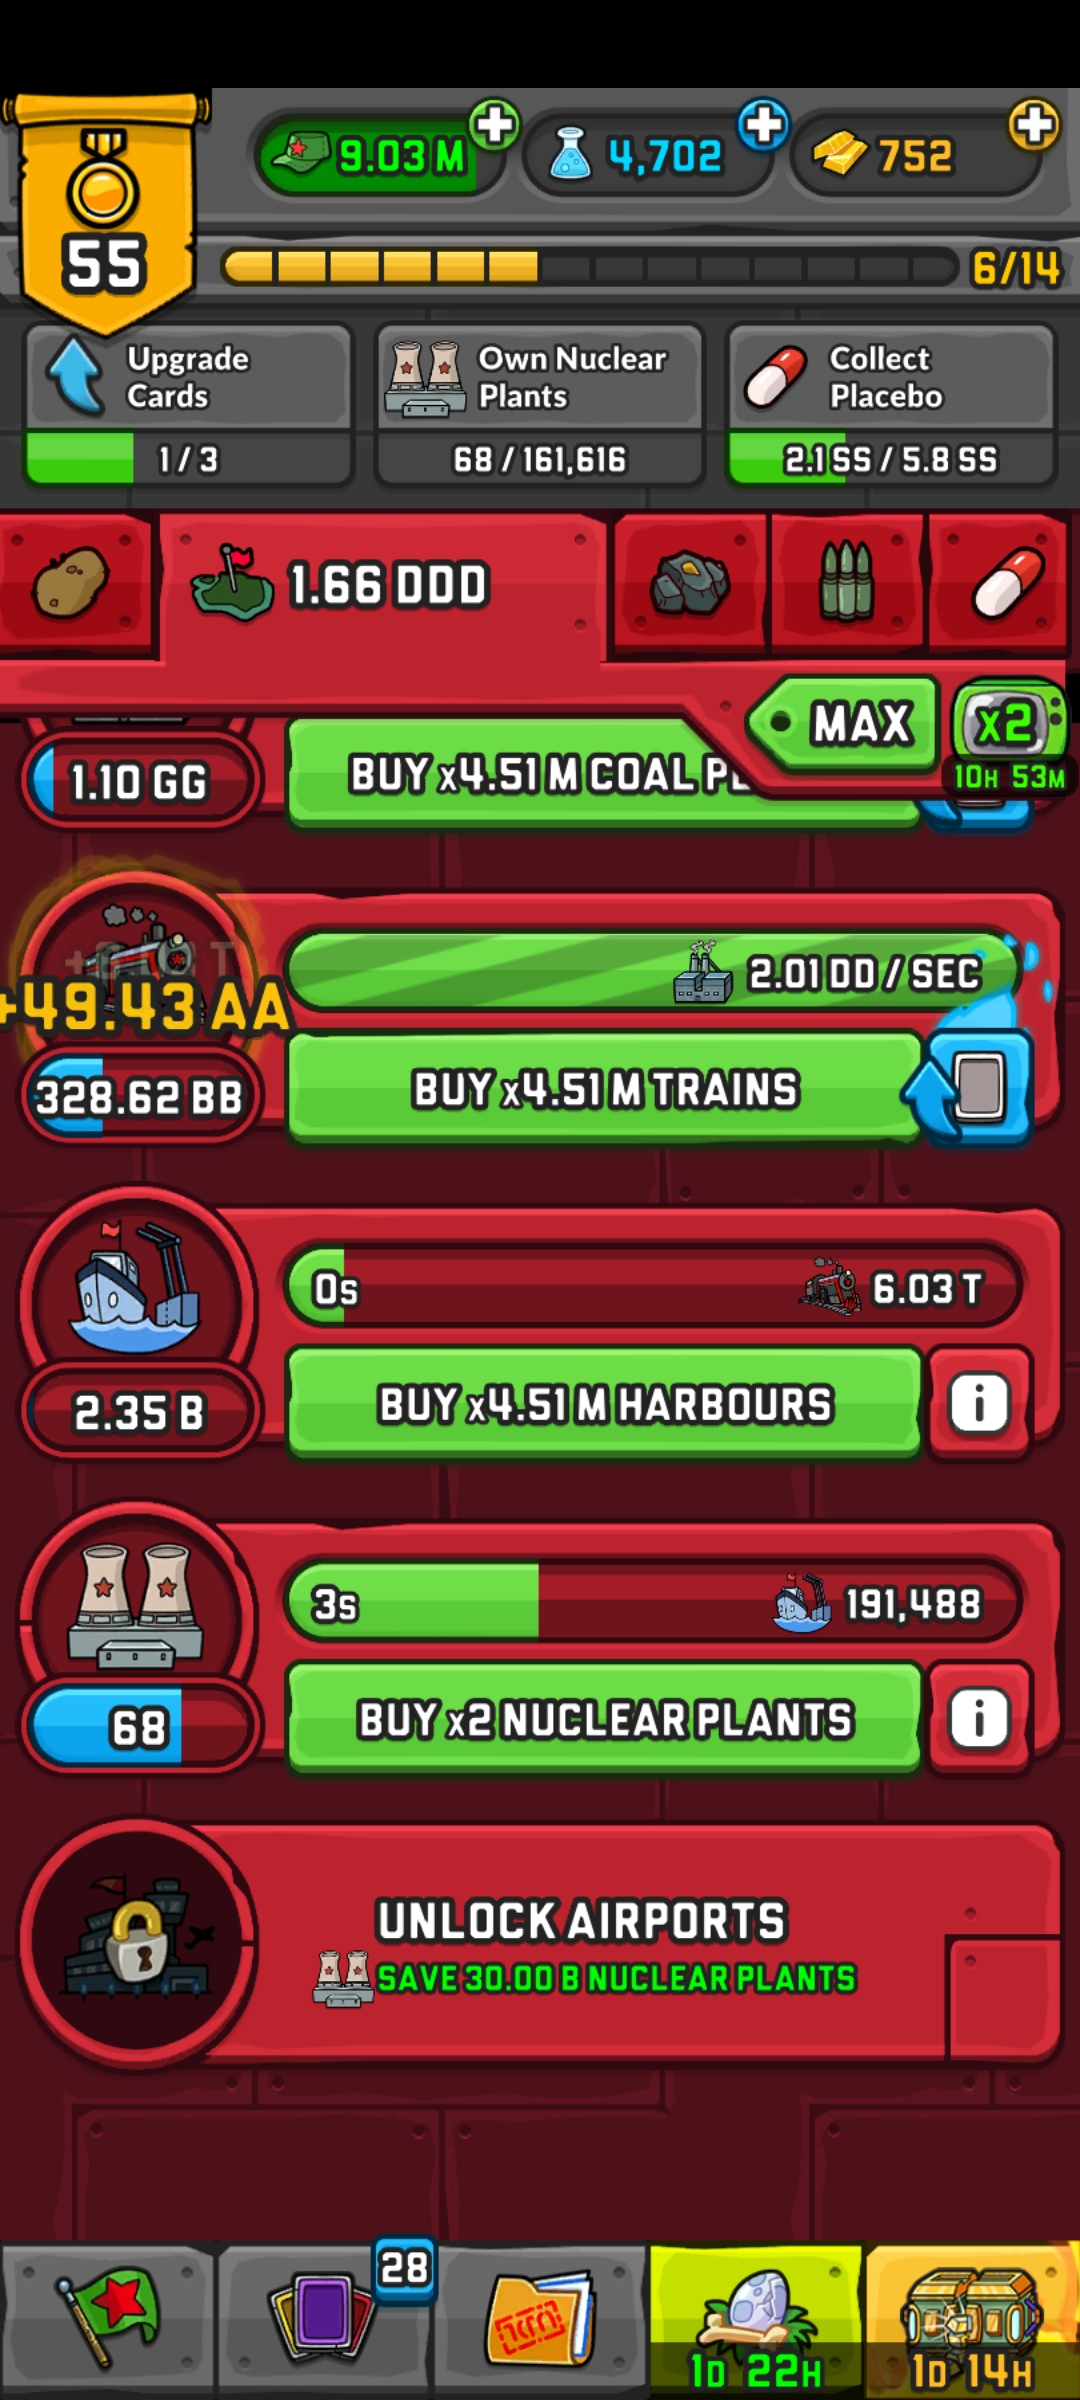 9.03 M
4,702
752
55
6/14
Upgrade
Cards
1 / 3
Own Nuclear
Plants
68 / 161,616
Collect
Placebo
2.1 SS / 5.8 SS
1.66 DDD
MAX
x2
10H 53M
1.10 GG
BUY x4.51 M COAL
+49.43 AA
2.01 DD / SEC
328.62 BB
BUY x4.51 M TRAINS
0s
6.03 T
2.35 B
BUY x4.51 M HARBOURS
i
3s
191,488
68
BUY x2 NUCLEAR PLANTS
i
UNLOCK AIRPORTS
SAVE 30.00 B NUCLEAR PLANTS
28
1D 22H
1D 14H